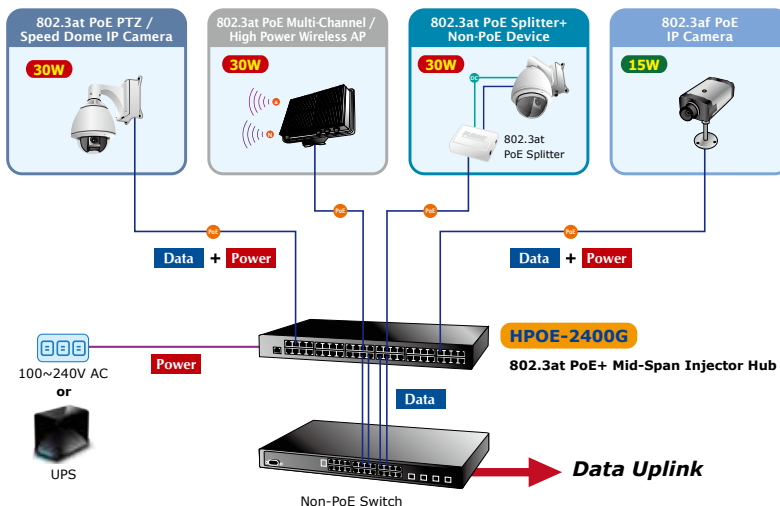 802.3at PoE PTZ /
Speed Dome IP Camera
30W
802.3at PoE Multi-Channel /
High Power Wireless AP
30W
802.3at PoE Splitter+
Non-PoE Device
30W
DC
802.3at
PoE Splitter
802.3af PoE
IP Camera
15W
PoE
PoE
PoE
PoE
Data + Power
Data + Power
HPOE-2400G
802.3at PoE+ Mid-Span Injector Hub
Power
100~240V AC
or
UPS
Data
Data Uplink
Non-PoE Switch